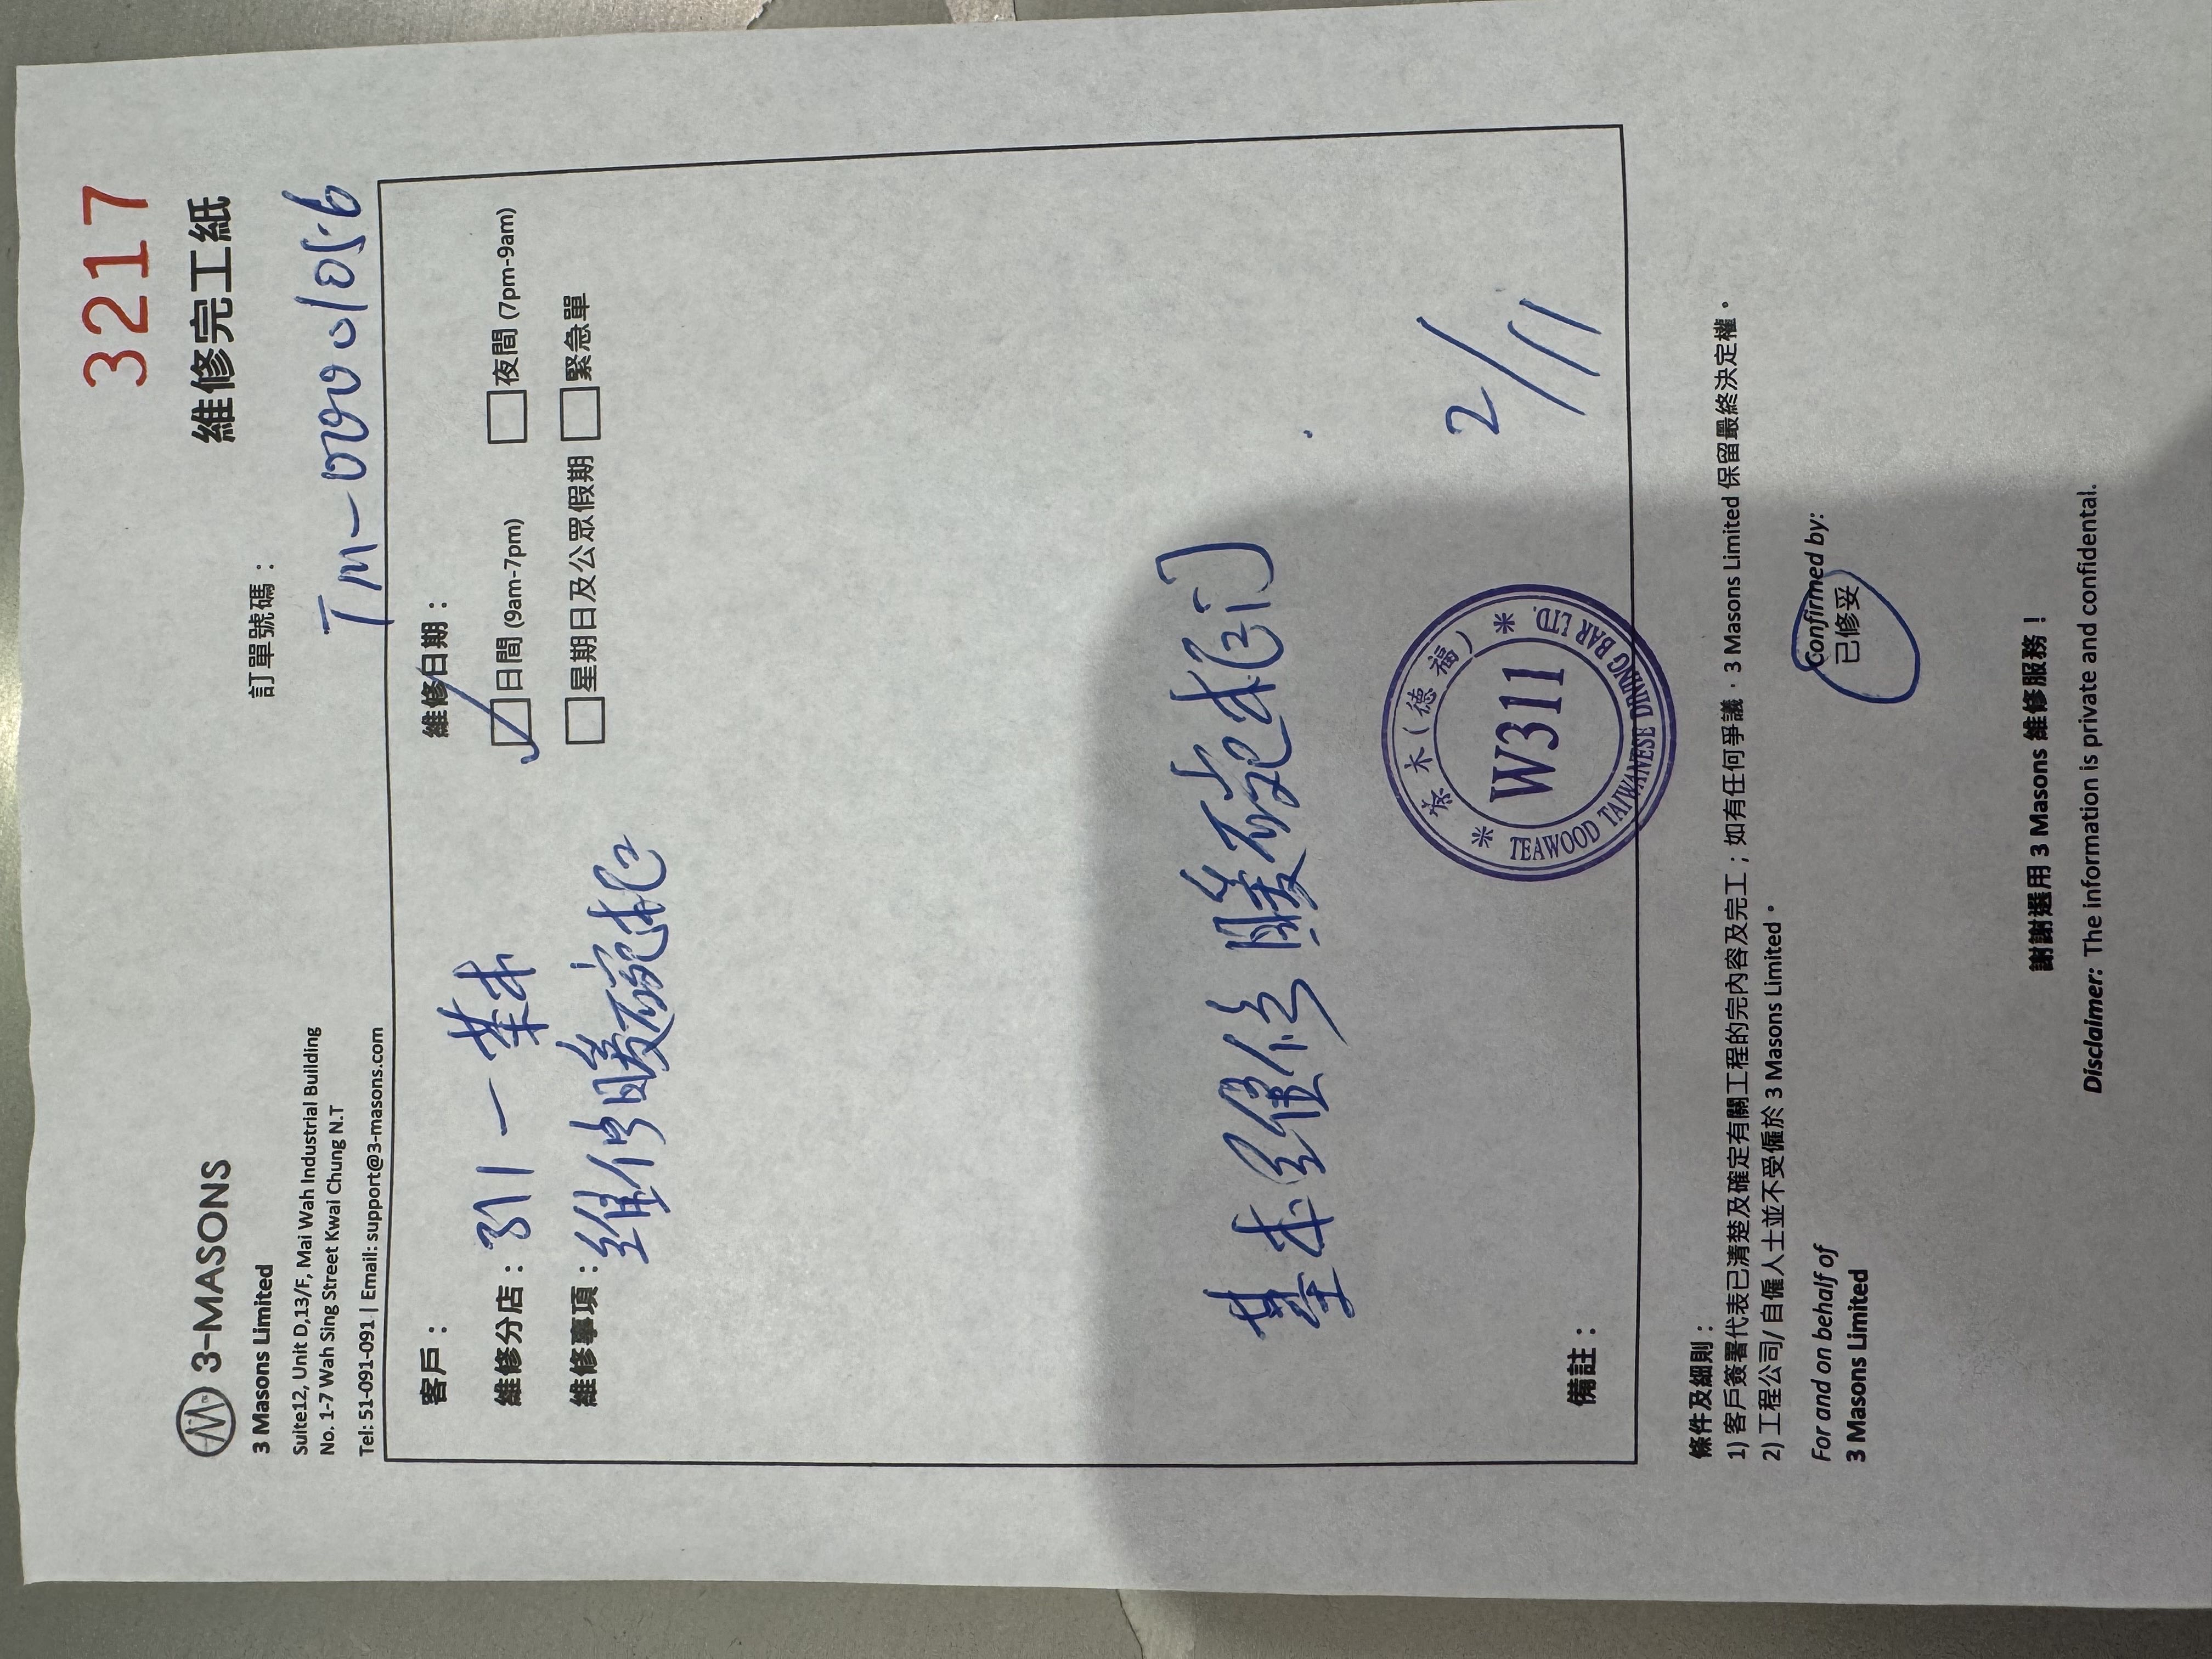 3217
3-MASONS
維修完工紙
3 Masons Limited
訂單號碼：
Suite12, Unit D,13/F, Mai Wah Industrial Building
No. 1-7 Wah Sing Street Kwai Chung N.T
Tel: 51-091-091 | Email: support@3-masons.com
TM-00001056
客戶：
維修日期：
維修分店：311－茶木
日間 (9am-7pm) 夜間 (7pm-9am)
維修事項：維修暖碗柜
星期日及公眾假期 緊急單
基本維修暖碗柜门
茶木(德福)
W311
TEAWOOD TAIWANESE DINING BAR LTD.
2/11
備註：
條件及細則：
1) 客戶簽署代表已清楚及確定有關工程的完內容及完工；如有任何爭議，3 Masons Limited 保留最終決定權。
2) 工程公司/ 自僱人士並不受僱於 3 Masons Limited。
For and on behalf of
3 Masons Limited
Confirmed by:
已修妥
謝謝選用 3 Masons 維修服務！
Disclaimer: The information is private and confidental.